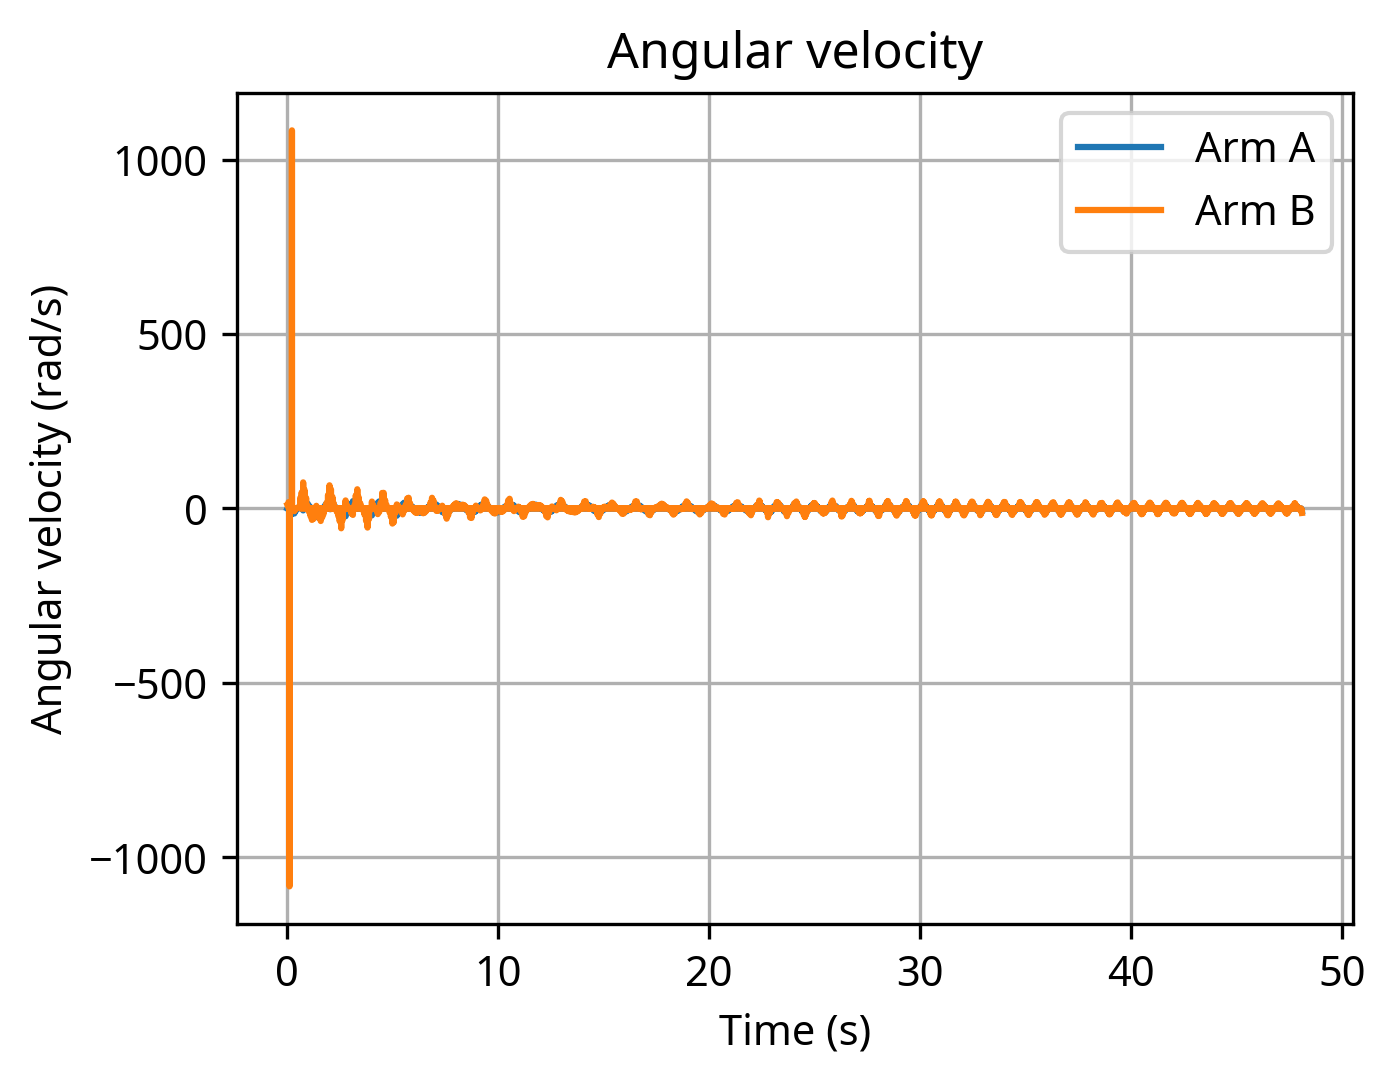 Angular velocity
Arm A
Arm B
Angular velocity (rad/s)
1000
500
0
−500
−1000
0 10 20 30 40 50
Time (s)